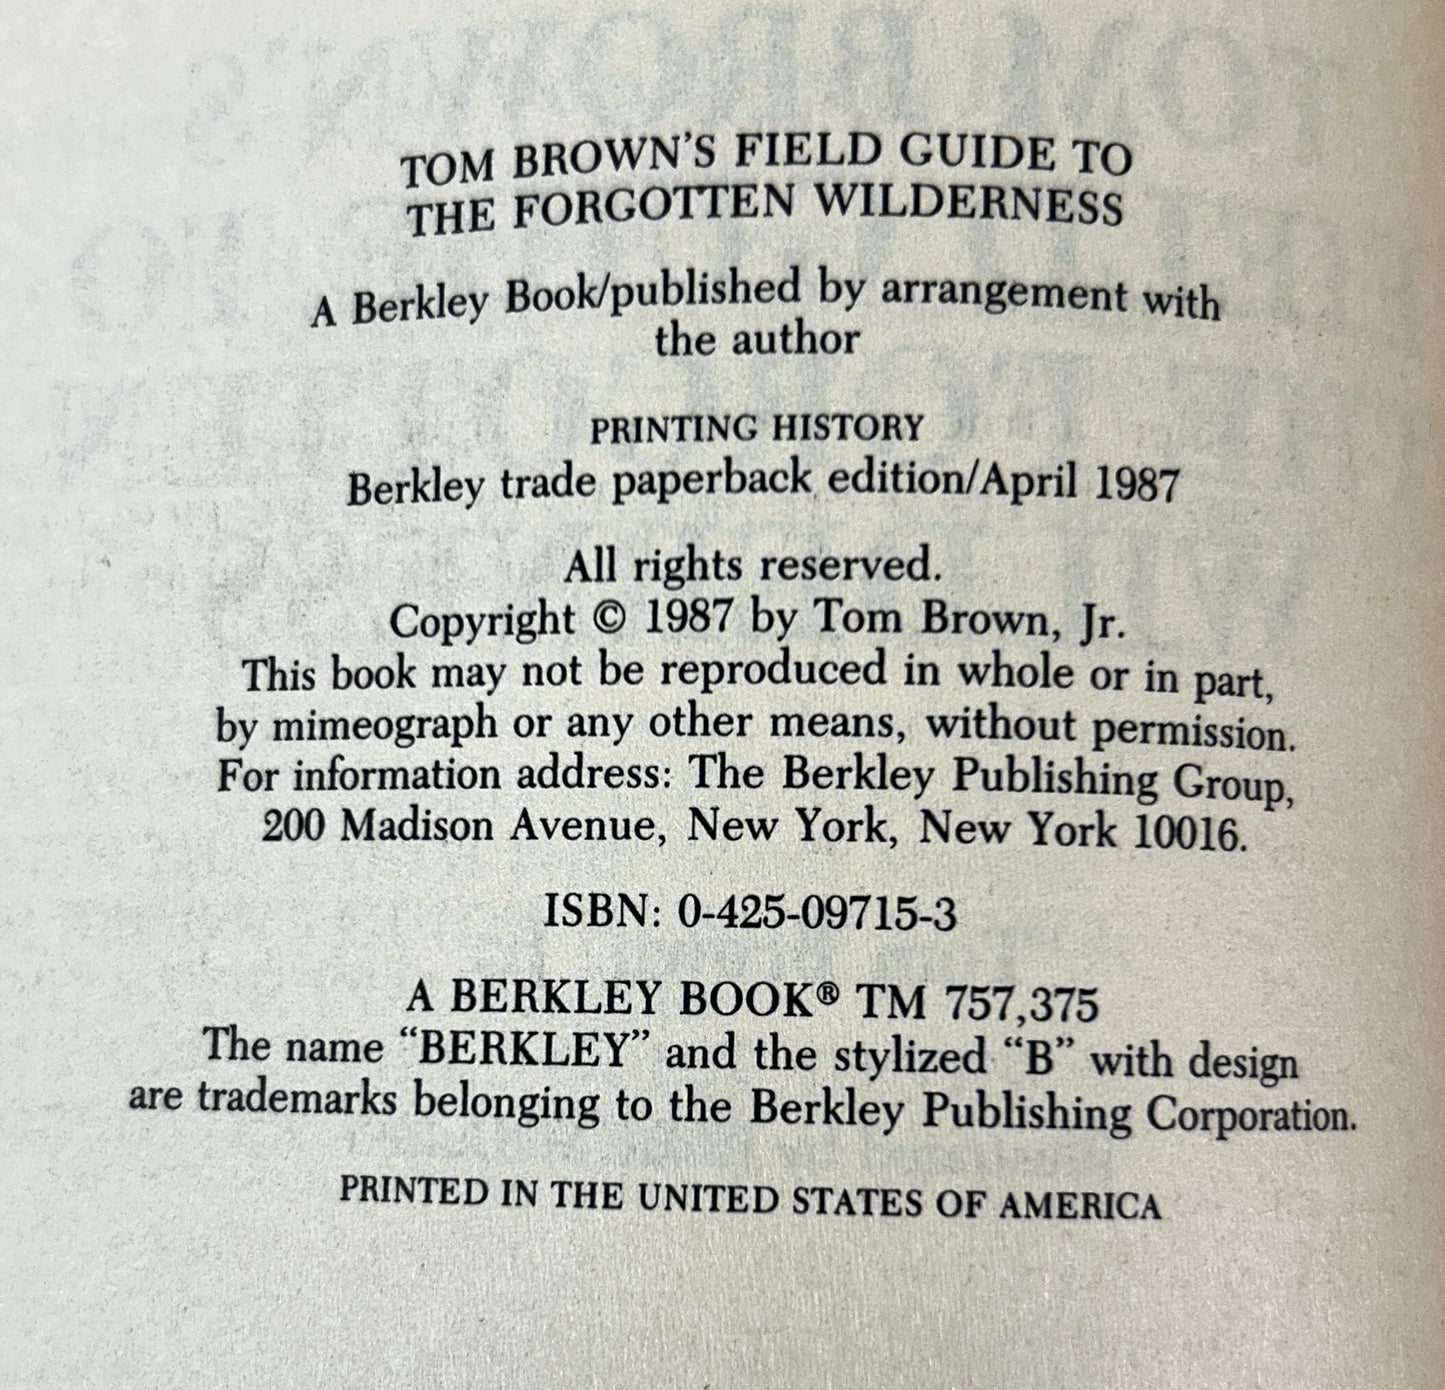 TOM BROWN'S FIELD GUIDE TO
THE FORGOTTEN WILDERNESS
A Berkley Book/published by arrangement with
the author
PRINTING HISTORY
Berkley trade paperback edition/April 1987
All rights reserved.
Copyright © 1987 by Tom Brown, Jr.
This book may not be reproduced in whole or in part,
by mimeograph or any other means, without permission.
For information address: The Berkley Publishing Group,
200 Madison Avenue, New York, New York 10016.
ISBN: 0-425-09715-3
A BERKLEY BOOK® TM 757,375
The name “BERKLEY” and the stylized “B” with design
are trademarks belonging to the Berkley Publishing Corporation.
PRINTED IN THE UNITED STATES OF AMERICA